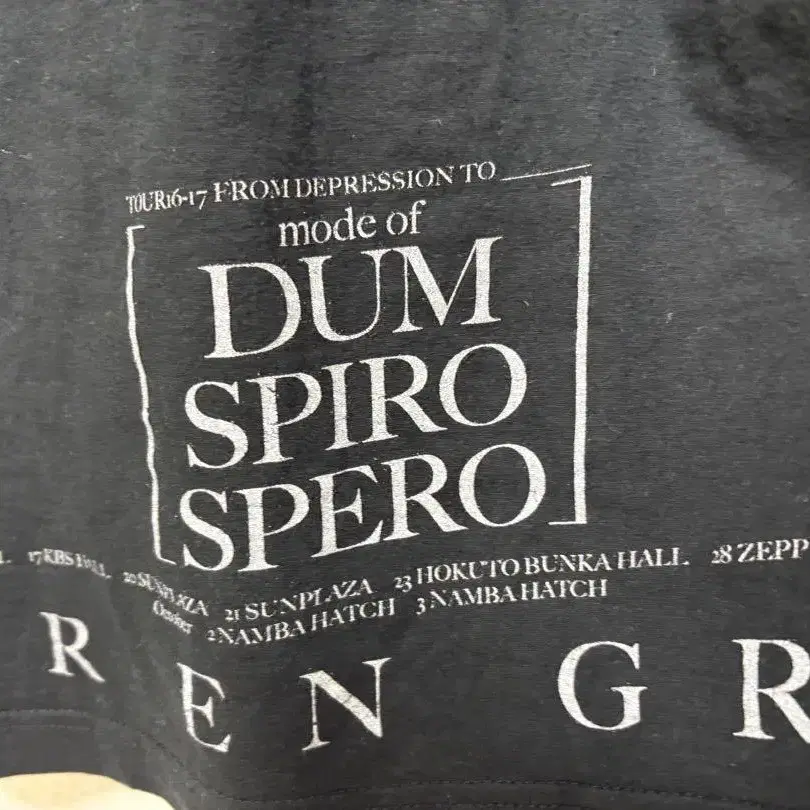 TOUR16-17 FROM DEPRESSION TO ____
[mode of
DUM
SPIRO
SPERO]
17 KBS HALL 20 SUNPLAZA 21 SUNPLAZA 23 HOKUTO BUNKA HALL 28 ZEPP
October 2 NAMBA HATCH 3 NAMBA HATCH
R E N G R